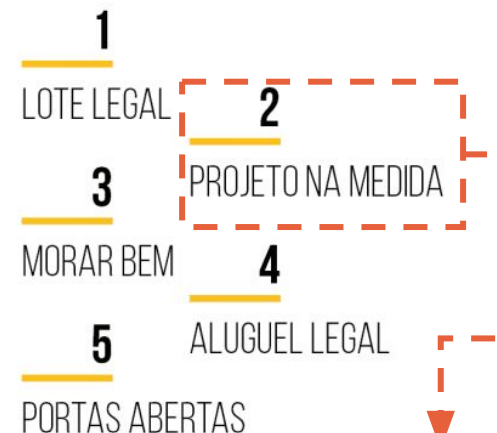 1
LOTE LEGAL
2
PROJETO NA MEDIDA
3
MORAR BEM
4
ALUGUEL LEGAL
5
PORTAS ABERTAS